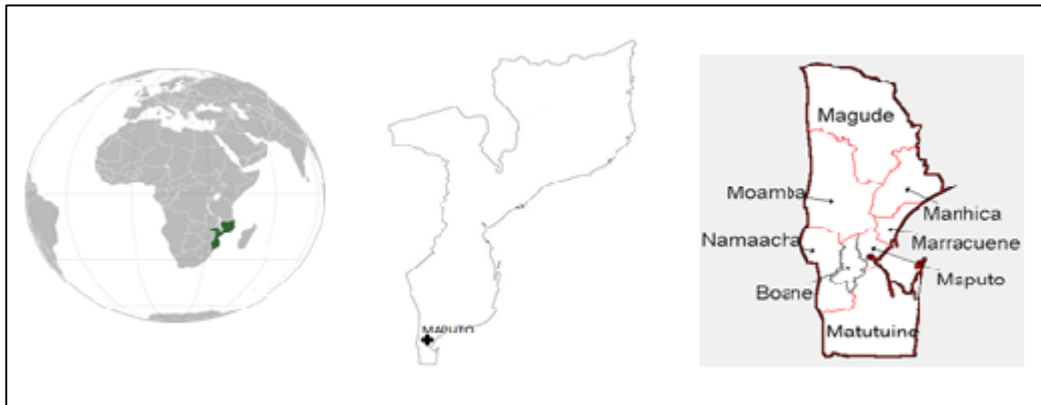 MAPUTO
Magude
Moamba
Manhica
Namaacha
Marracuene
Maputo
Boane
Matutuine